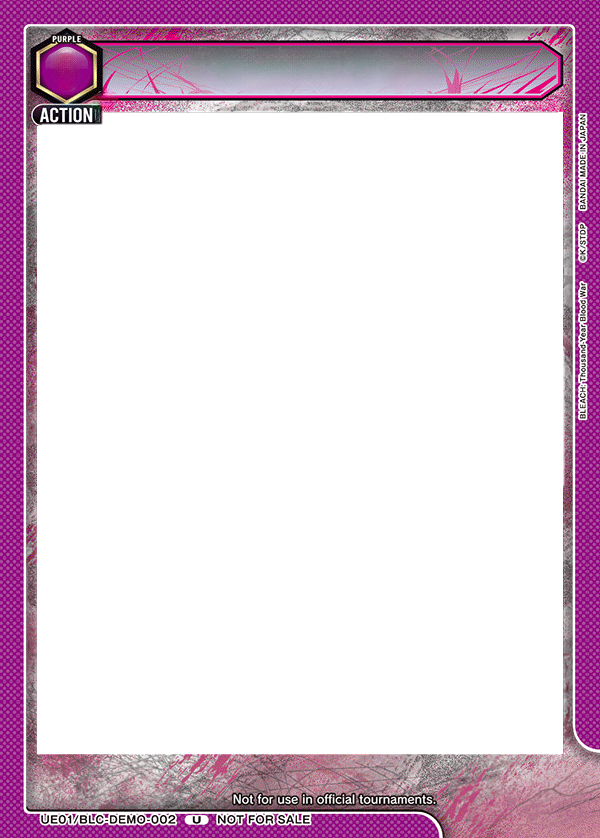 PURPLE
ACTION
BANDAI MADE IN JAPAN
©K/STDP
BLEACH: Thousand-Year Blood War
Not for use in official tournaments.
UE01/BLC-DEMO-002 U NOT FOR SALE